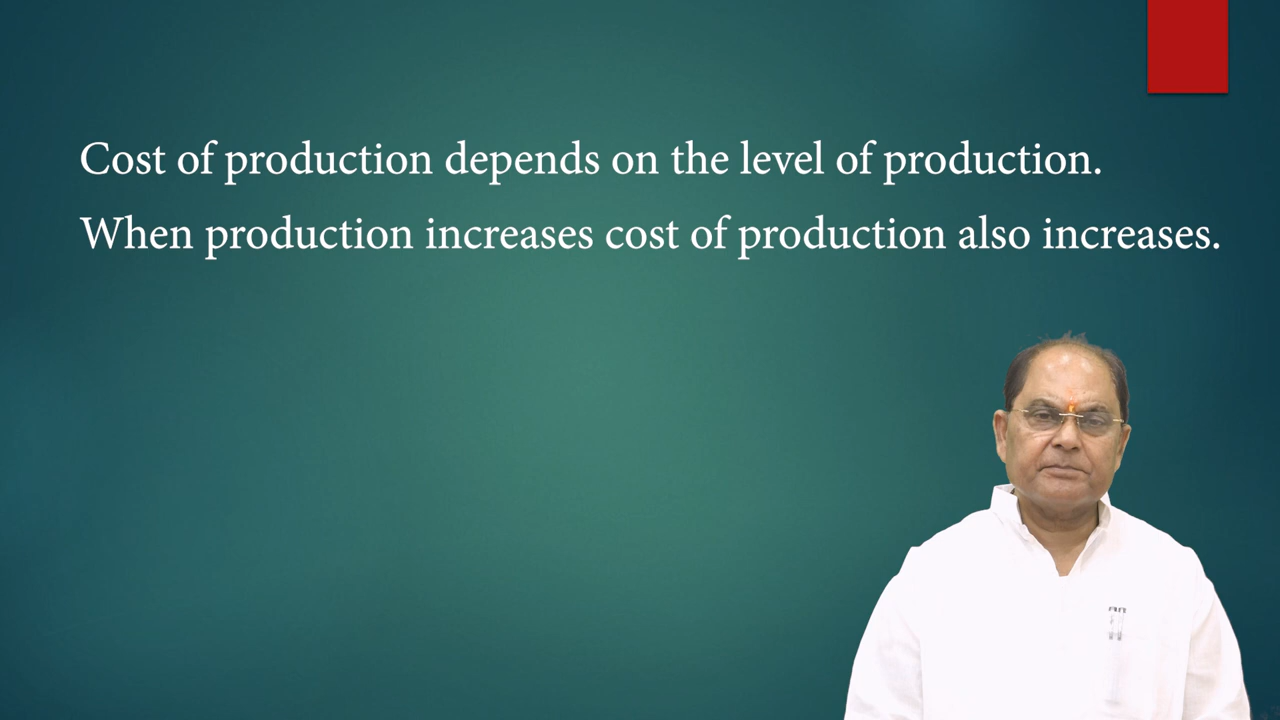 Cost of production depends on the level of production.
When production increases cost of production also increases.